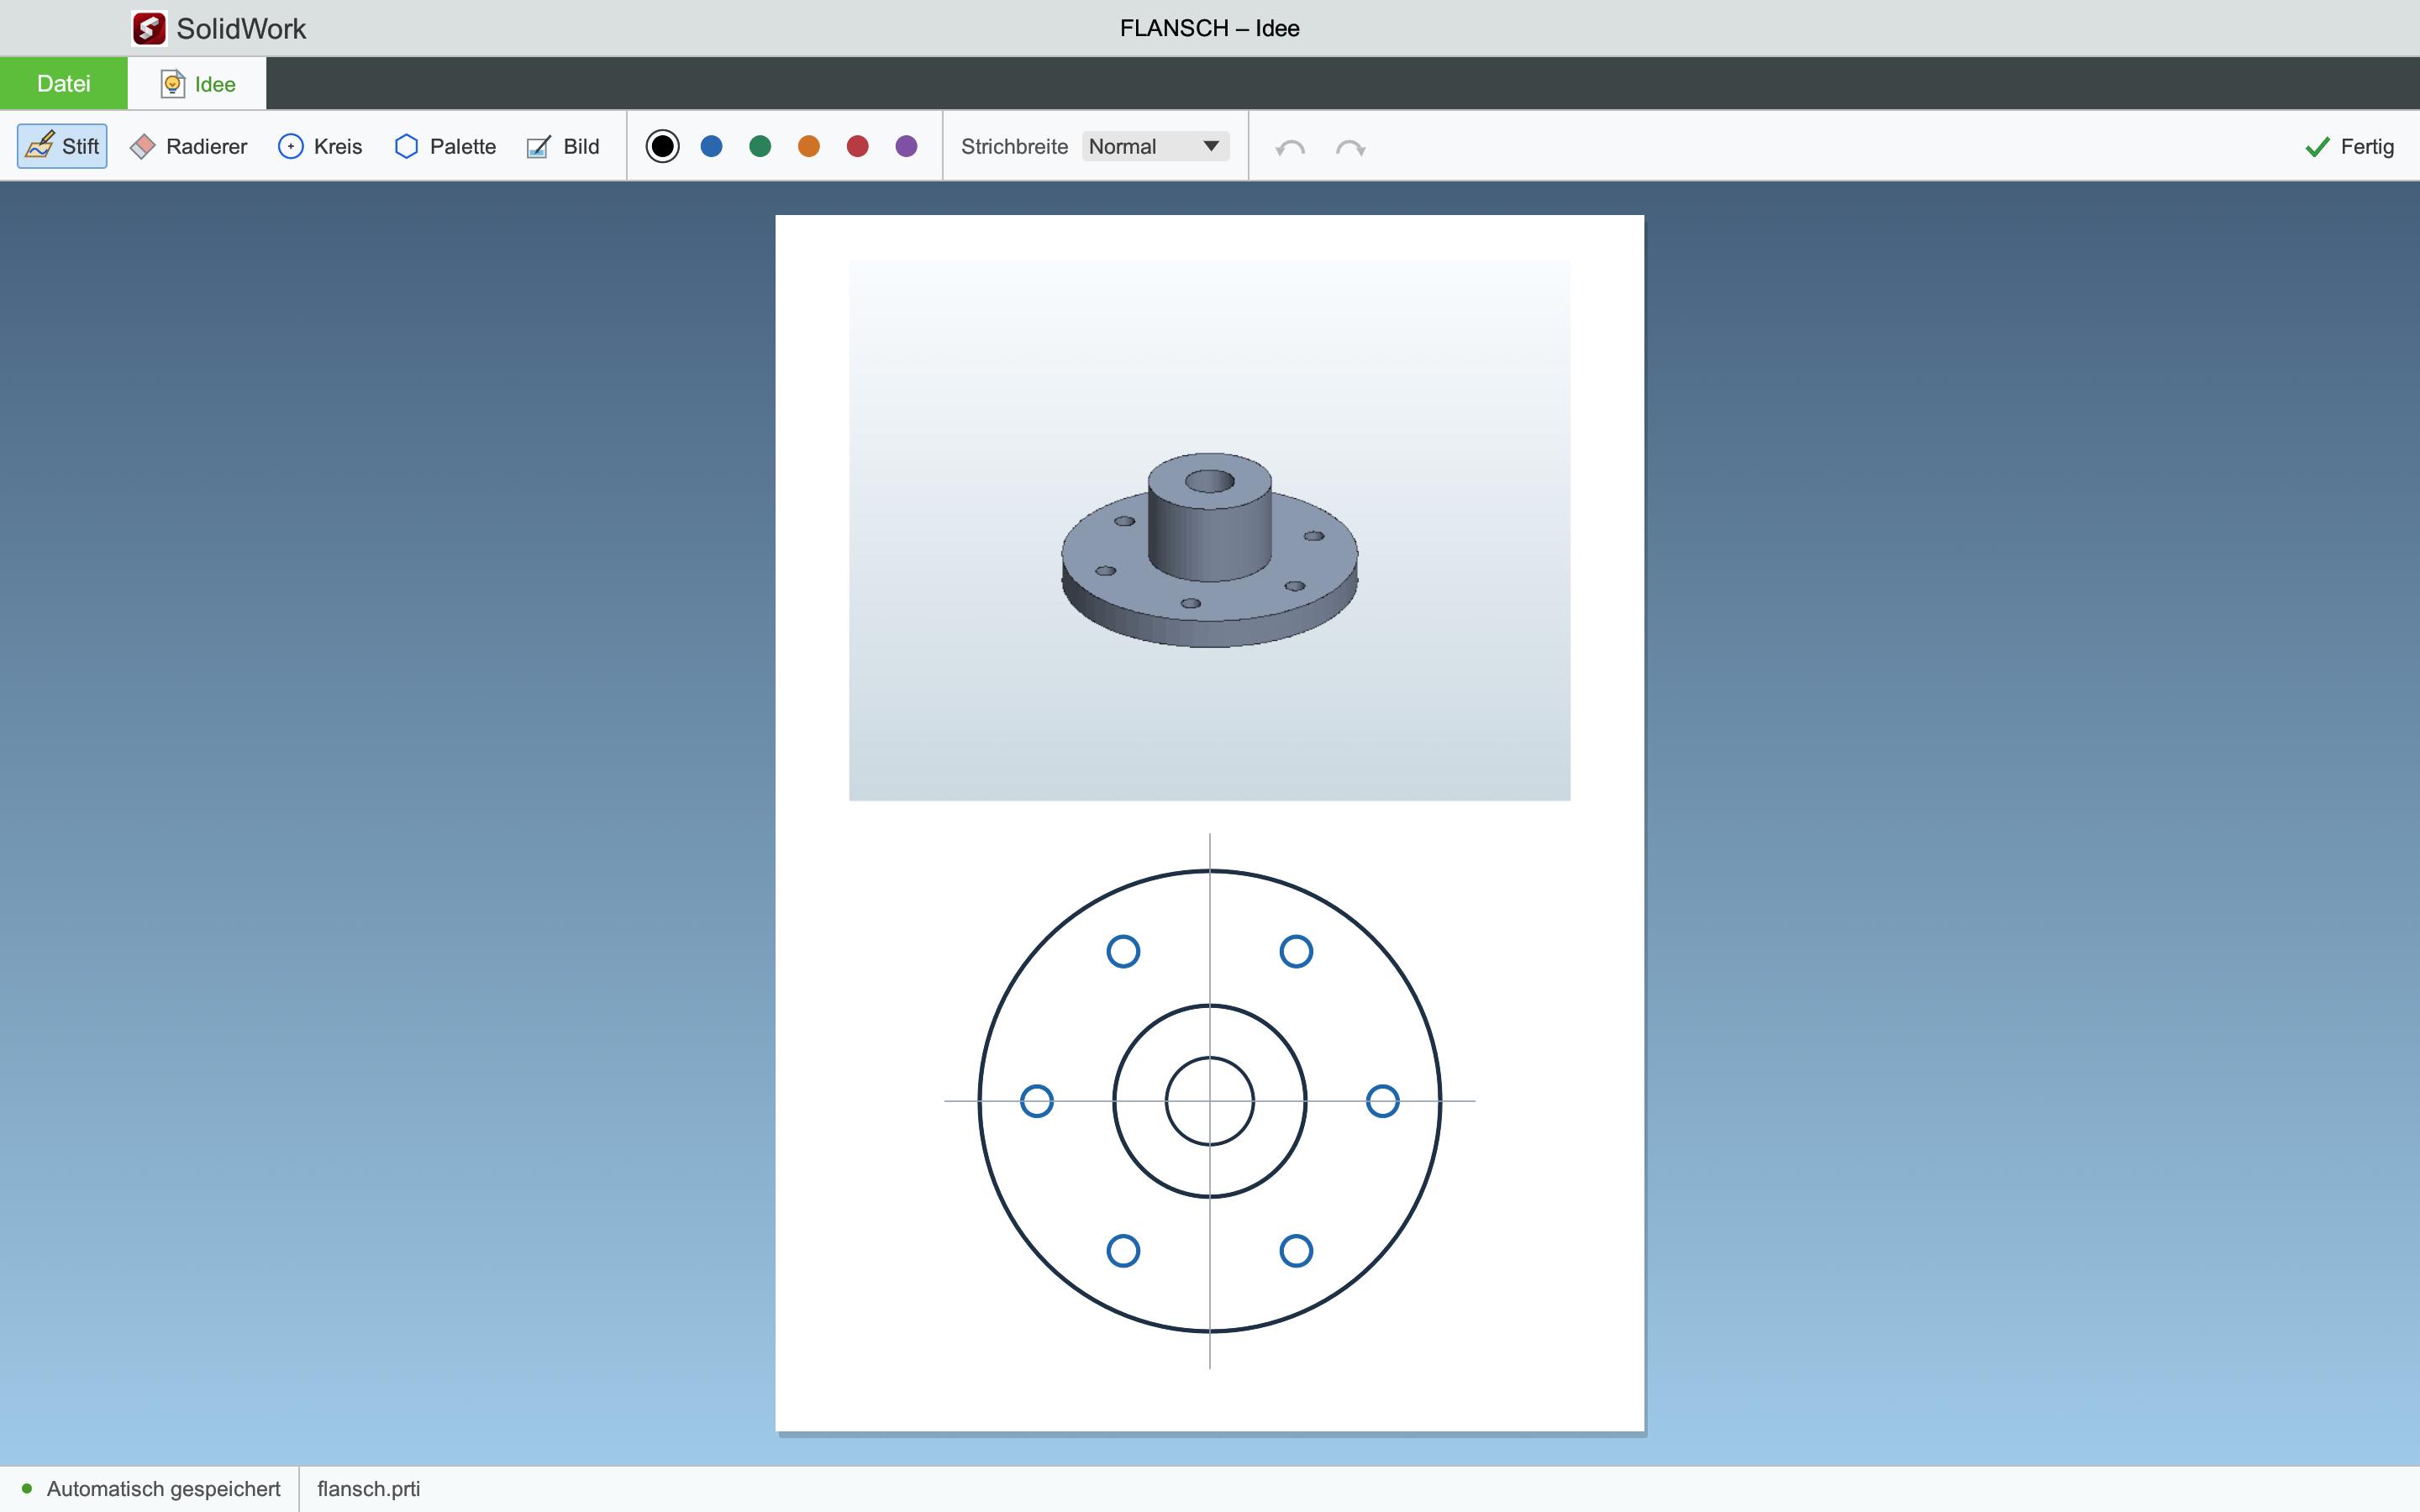 SolidWork
FLANSCH – Idee
Datei
Idee
Stift
Radierer
Kreis
Palette
Bild
Strichbreite
Normal
Fertig
Automatisch gespeichert
flansch.prti